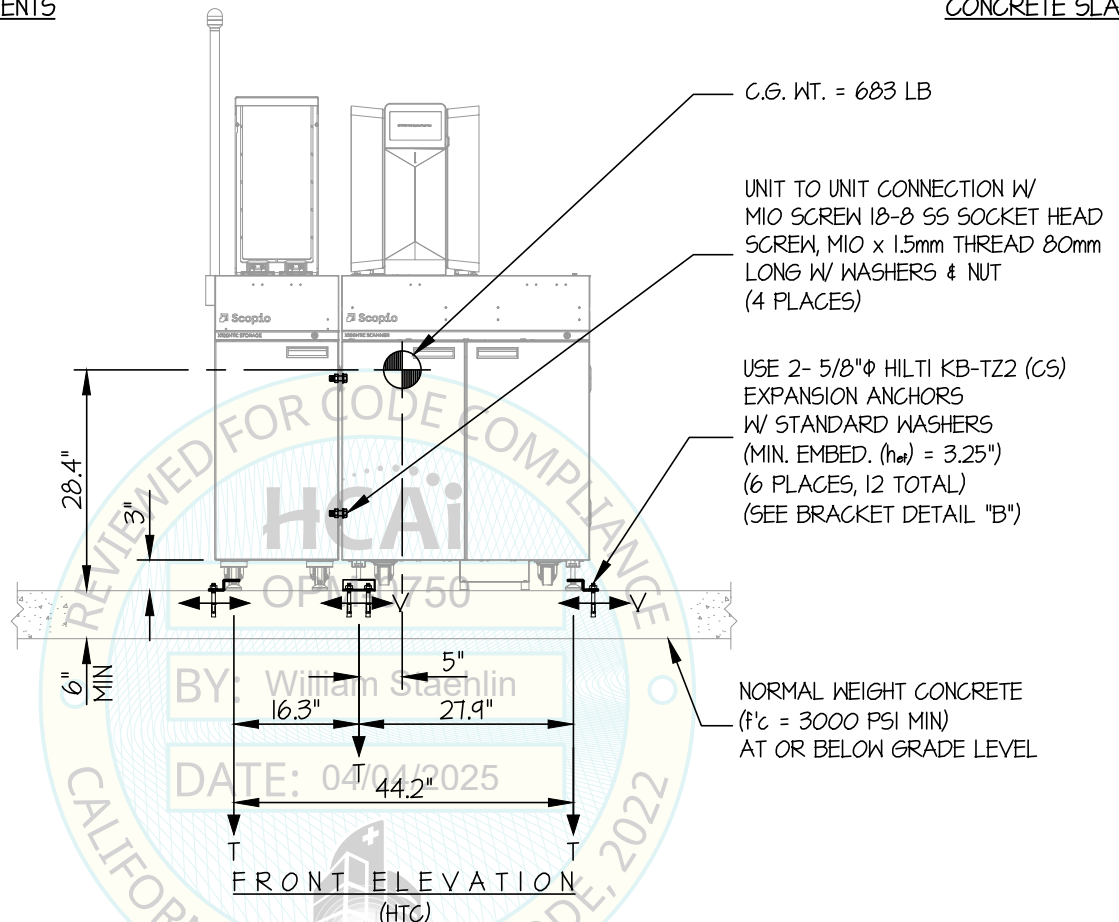 ENTS
CONCRETE SLA
C.G. WT. = 683 LB
UNIT TO UNIT CONNECTION W/
M10 SCREW 18-8 SS SOCKET HEAD
SCREW, M10 x 1.5mm THREAD 80mm
LONG W/ WASHERS & NUT
(4 PLACES)
Scopio
Scopio
XR8HTC STORAGE
XR8HTC SCANNER
USE 2- 5/8"Φ HILTI KB-TZ2 (CS)
EXPANSION ANCHORS
W/ STANDARD WASHERS
(MIN. EMBED. (hef) = 3.25")
(6 PLACES, 12 TOTAL)
(SEE BRACKET DETAIL "B")
28.4"
3"
REVIEWED FOR CODE COMPLIANCE
HCAi
V
V
6"
MIN
BY: William Staehlin
5"
16.3"
27.9"
NORMAL WEIGHT CONCRETE
(f'c = 3000 PSI MIN)
AT OR BELOW GRADE LEVEL
T
DATE: 04/04/2025
44.2"
T
T
FRONT ELEVATION
(HTC)